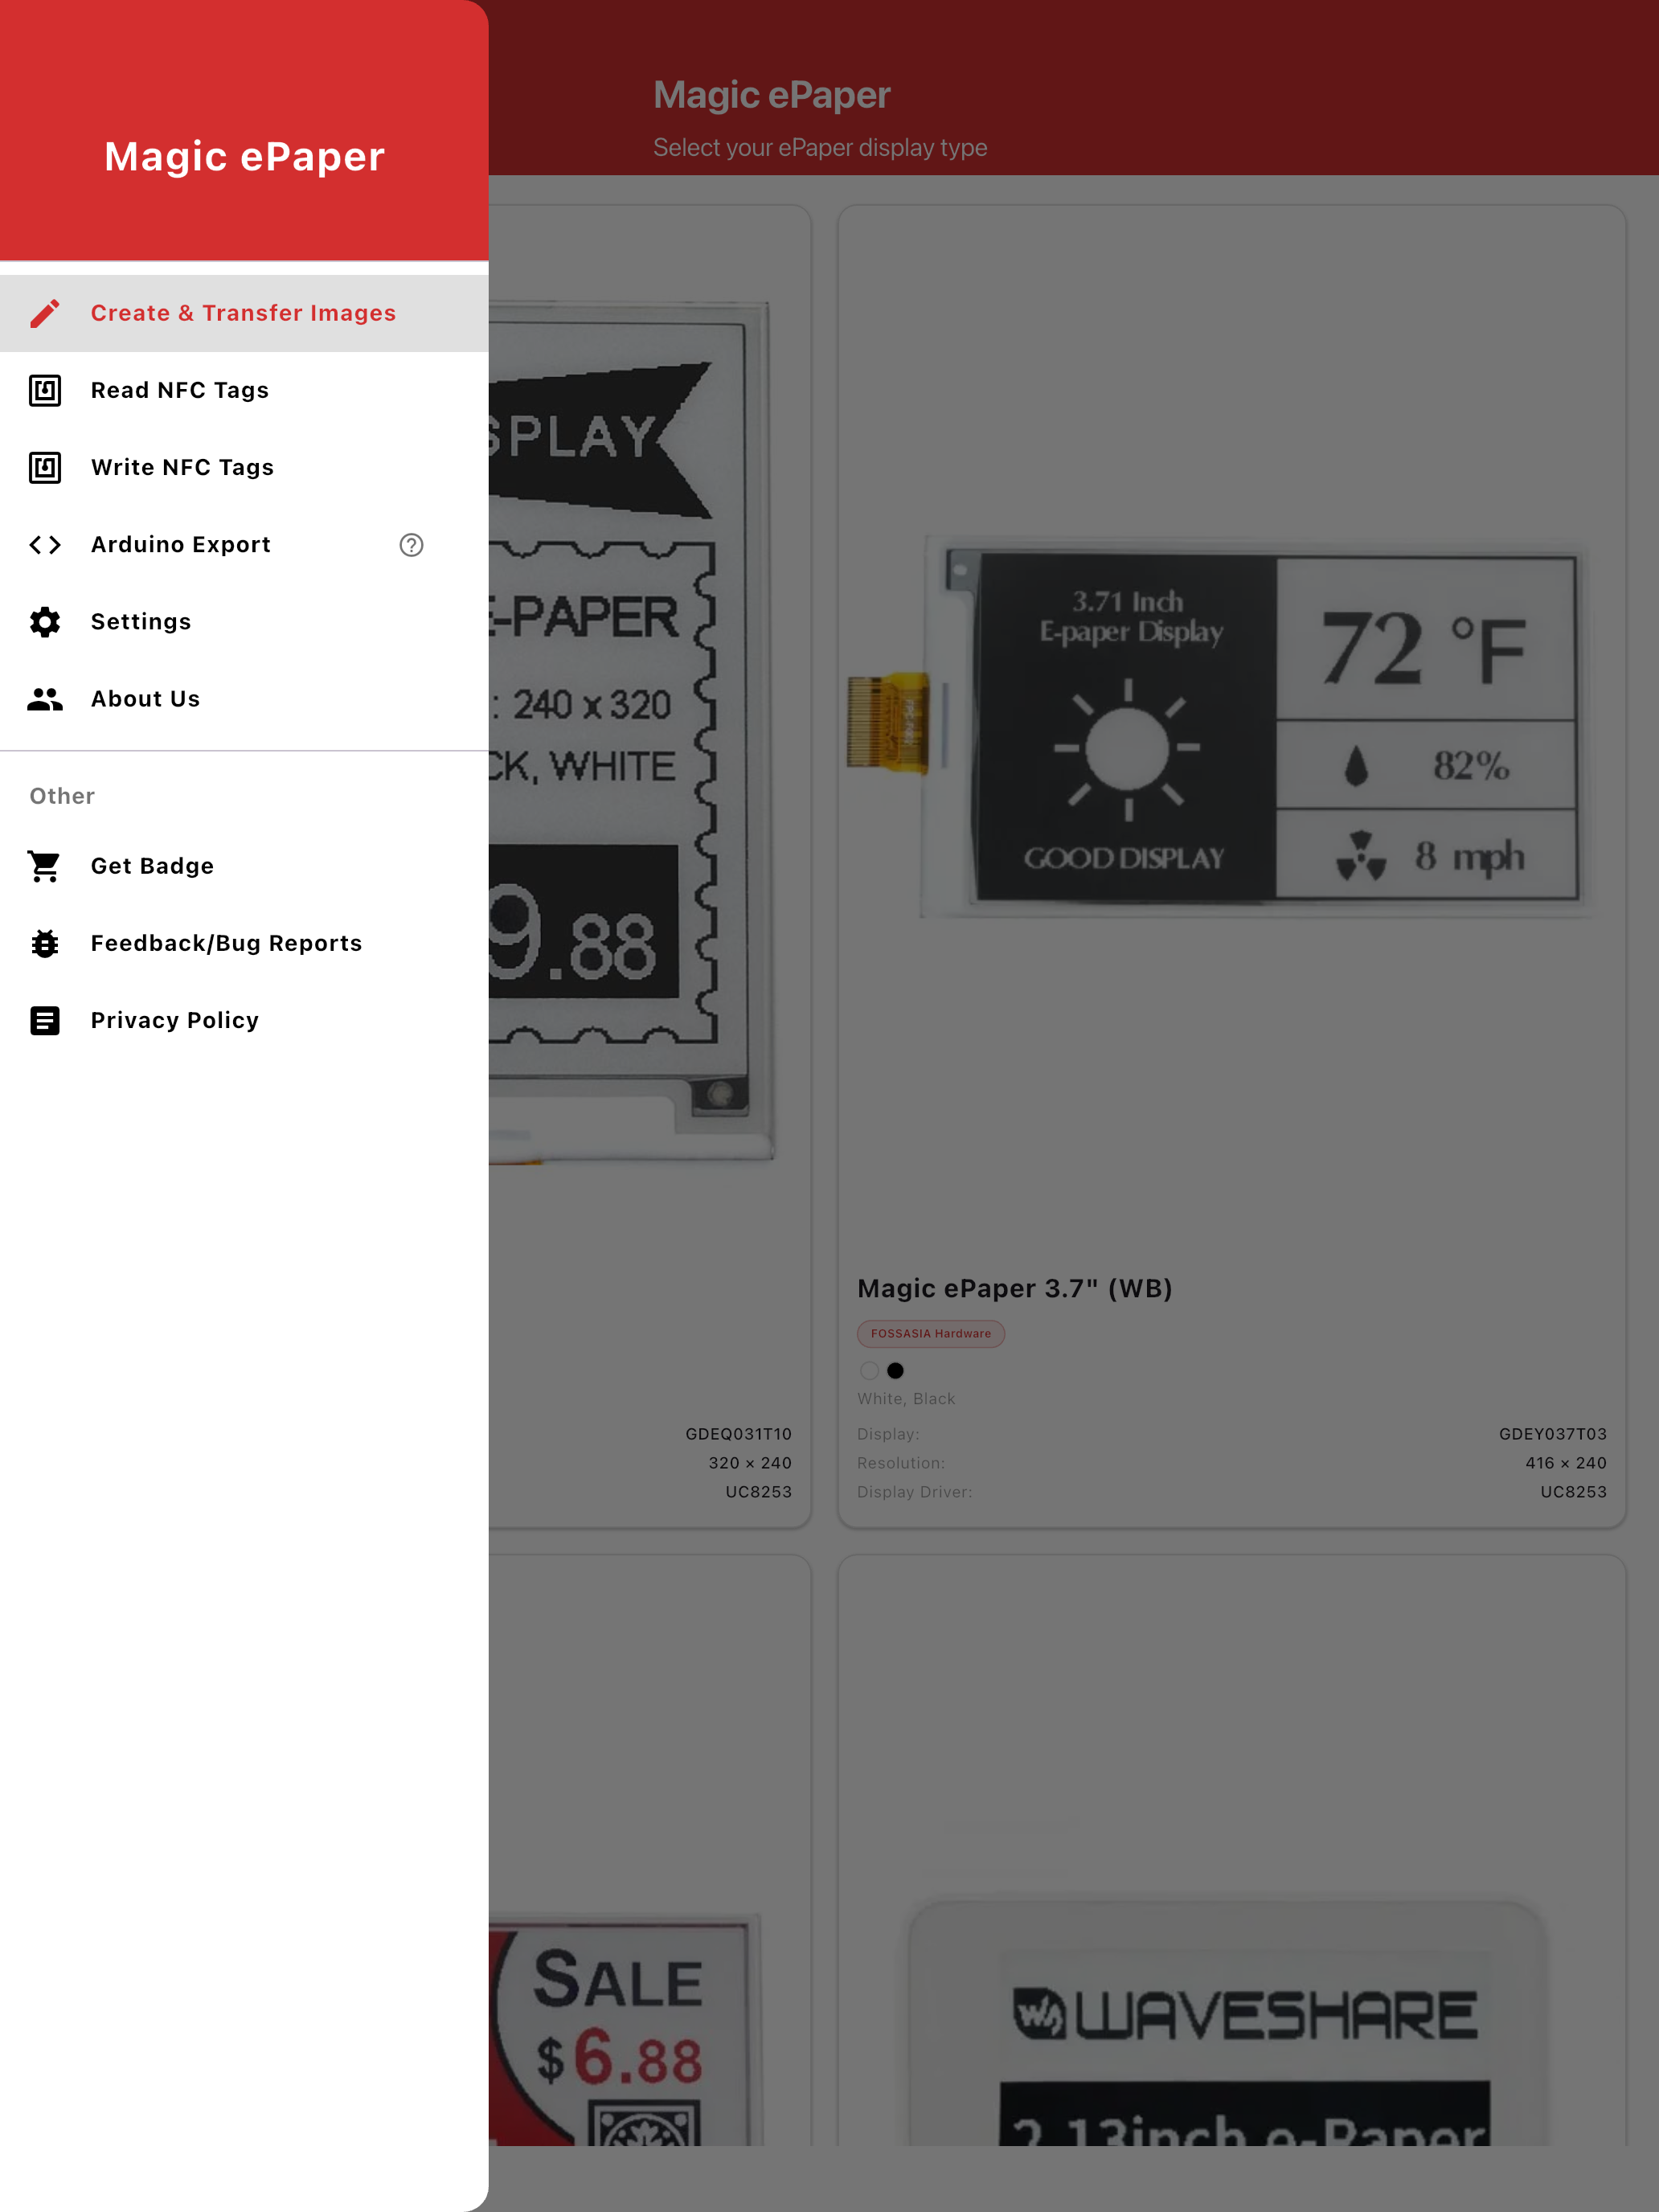 Magic ePaper
Create & Transfer Images
Read NFC Tags
Write NFC Tags
Arduino Export
Settings
About Us
Other
Get Badge
Feedback/Bug Reports
Privacy Policy
Magic ePaper
Select your ePaper display type
SPLAY
E-PAPER
: 240 x 320
CK, WHITE
9.88
GDEQ031T10
320 × 240
UC8253
3.71 Inch
E-paper Display
GOOD DISPLAY
72 °F
82%
8 mph
Magic ePaper 3.7" (WB)
FOSSASIA Hardware
White, Black
Display: GDEY037T03
Resolution: 416 × 240
Display Driver: UC8253
SALE
$6.88
WAVESHARE
2.13inch e-Paper